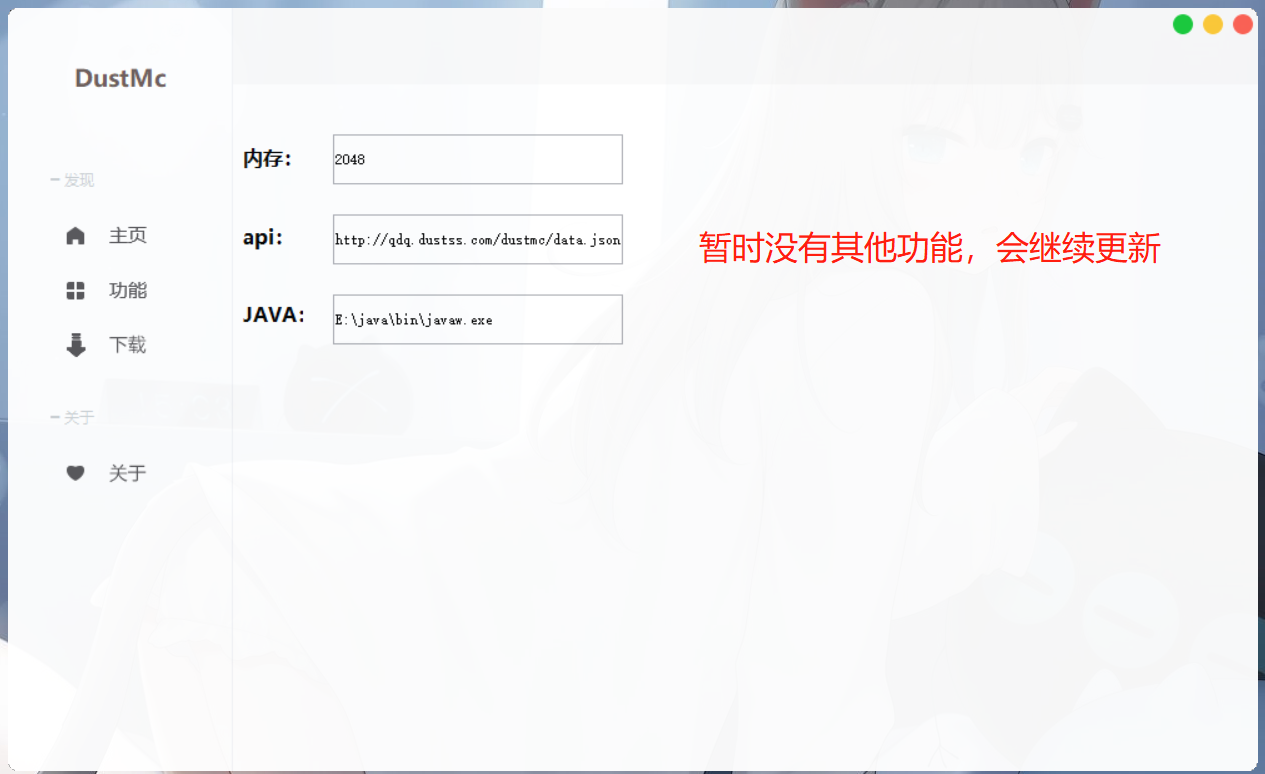 DustMc
发现
主页
功能
下载
关于
关于
内存：
2048
api：
http://qdq.dustss.com/dustmc/data.json
JAVA：
E:\java\bin\javaw.exe
暂时没有其他功能，会继续更新